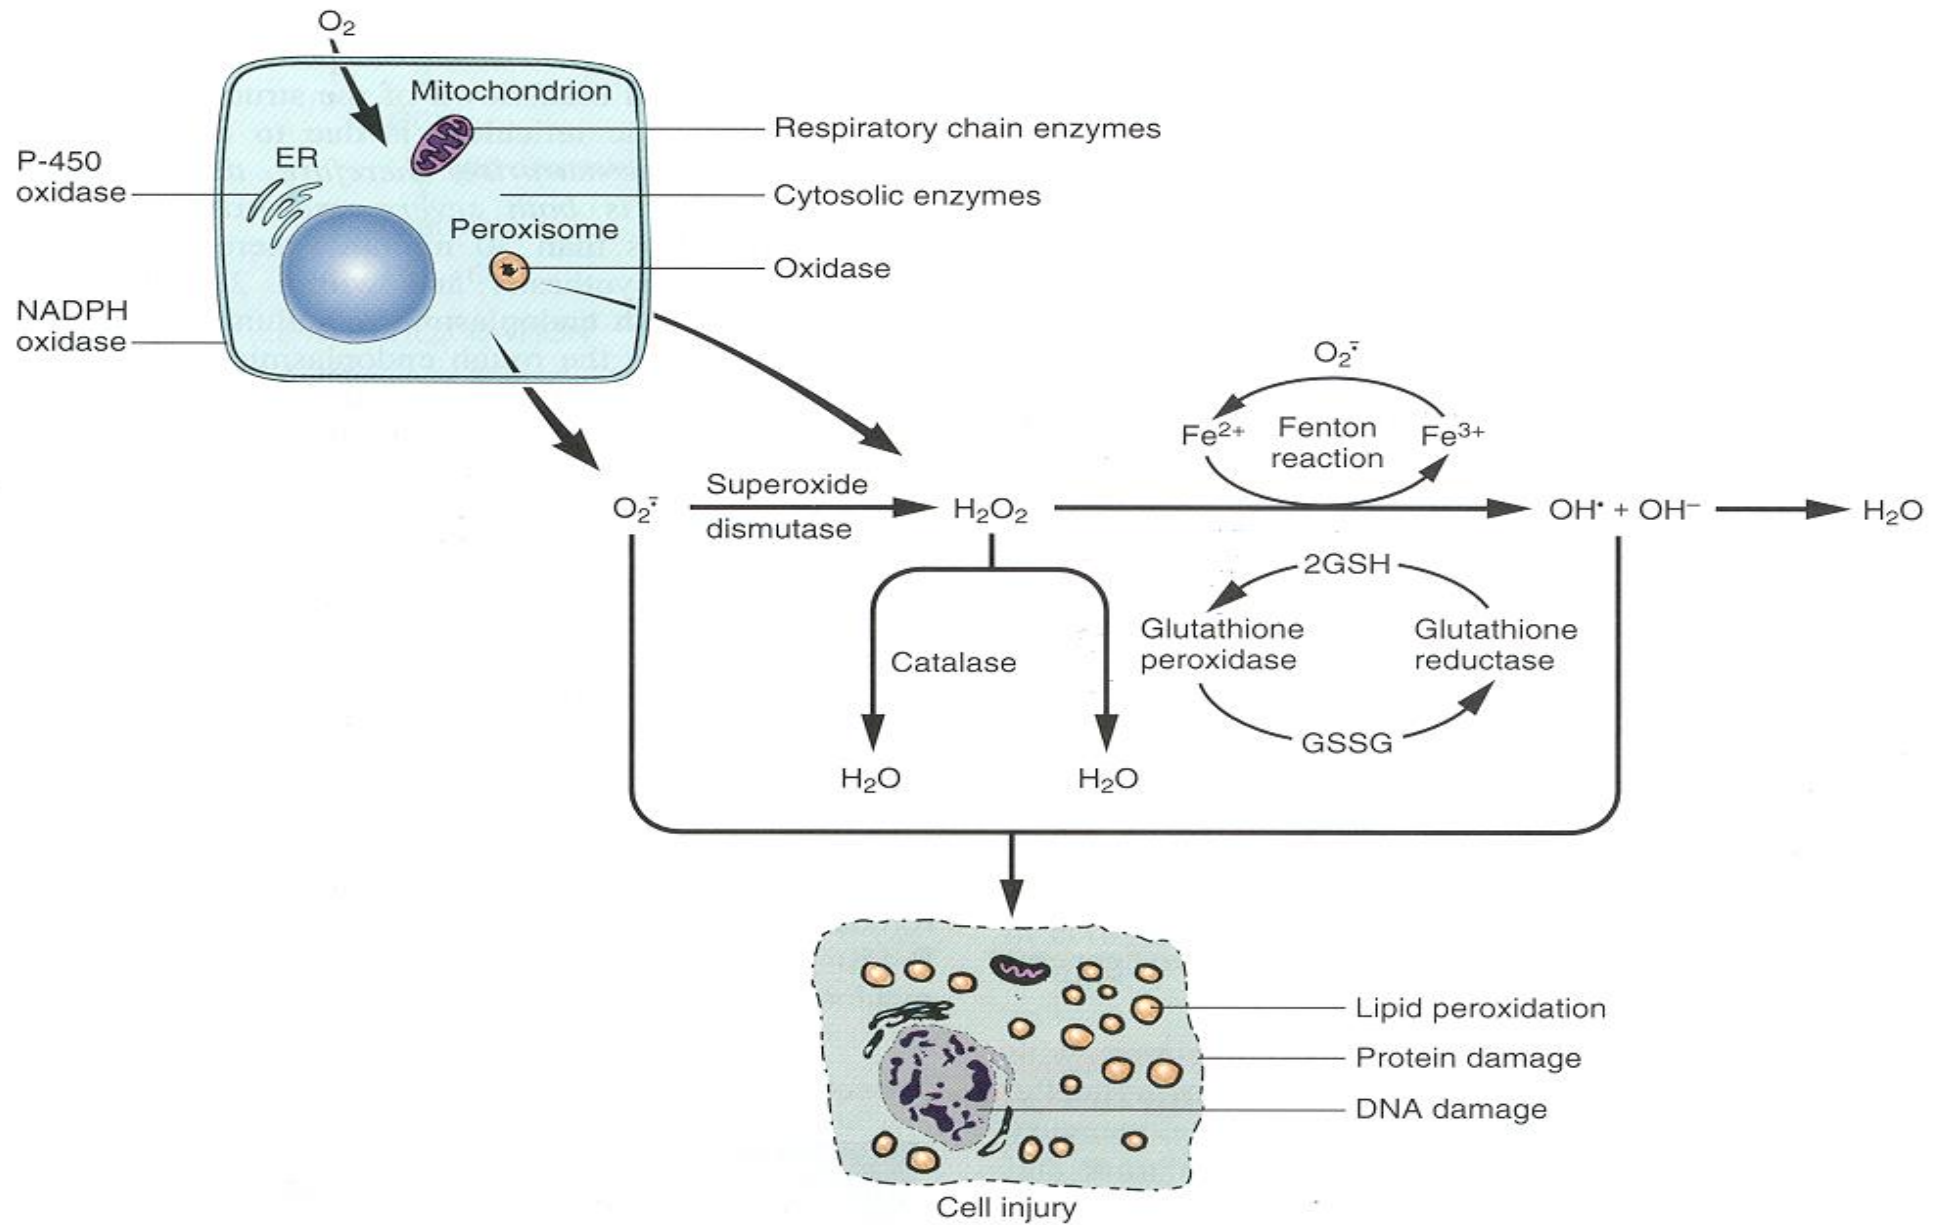 O₂
Mitochondrion
Respiratory chain enzymes
P-450
oxidase
ER
Cytosolic enzymes
Peroxisome
Oxidase
NADPH
oxidase
O₂•̄
Fe²⁺
Fenton
reaction
Fe³⁺
O₂•̄
Superoxide
dismutase
H₂O₂
OH• + OH⁻
H₂O
2GSH
Glutathione
peroxidase
Glutathione
reductase
Catalase
GSSG
H₂O
H₂O
Lipid peroxidation
Protein damage
DNA damage
Cell injury